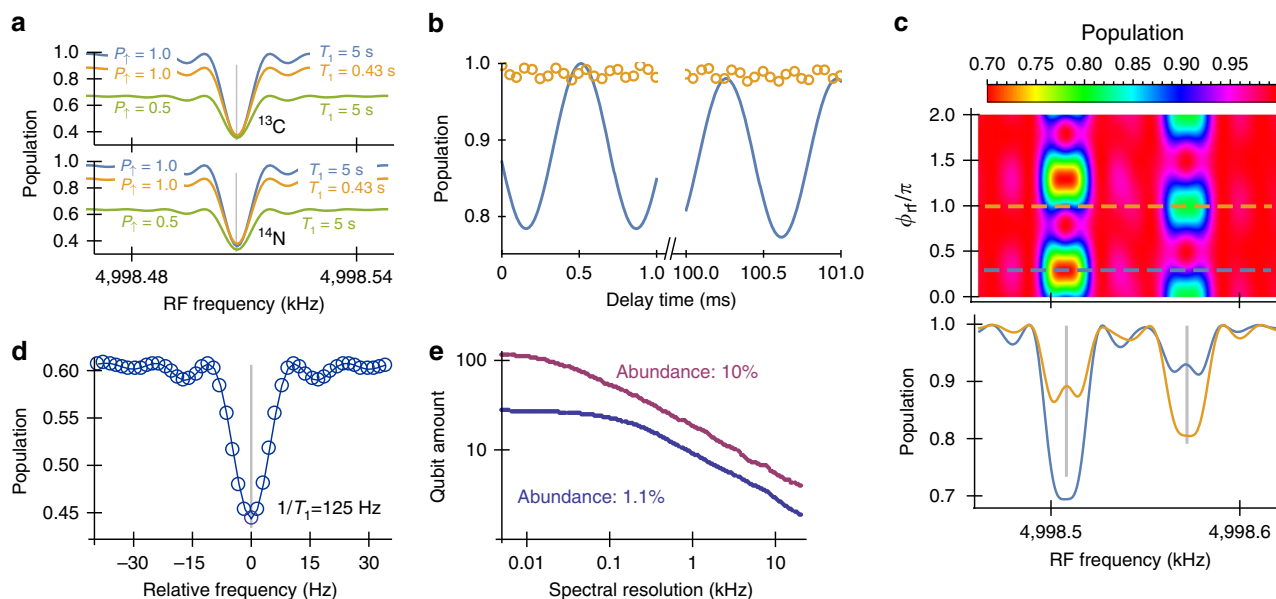 a
1.0
0.8
0.6
0.4
P↑ = 1.0
T1 = 5 s
P↑ = 1.0
T1 = 0.43 s
P↑ = 0.5
T1 = 5 s
13C
1.0
0.8
0.6
0.4
P↑ = 1.0
T1 = 5 s
P↑ = 1.0
T1 = 0.43 s
P↑ = 0.5
T1 = 5 s
14N
Population
4,998.48
4,998.54
RF frequency (kHz)
b
1.0
0.9
0.8
Population
0
0.5
1.0
100.0
100.5
101.0
Delay time (ms)
c
Population
0.70
0.75
0.80
0.85
0.90
0.95
2.0
1.5
1.0
0.5
0.0
ϕrf/π
1.0
0.9
0.8
0.7
Population
4,998.5
4,998.6
RF frequency (kHz)
d
0.60
0.55
0.50
0.45
Population
1/T1=125 Hz
−30
−15
0
15
30
Relative frequency (Hz)
e
100
10
Qubit amount
Abundance: 10%
Abundance: 1.1%
0.01
0.1
1
10
Spectral resolution (kHz)